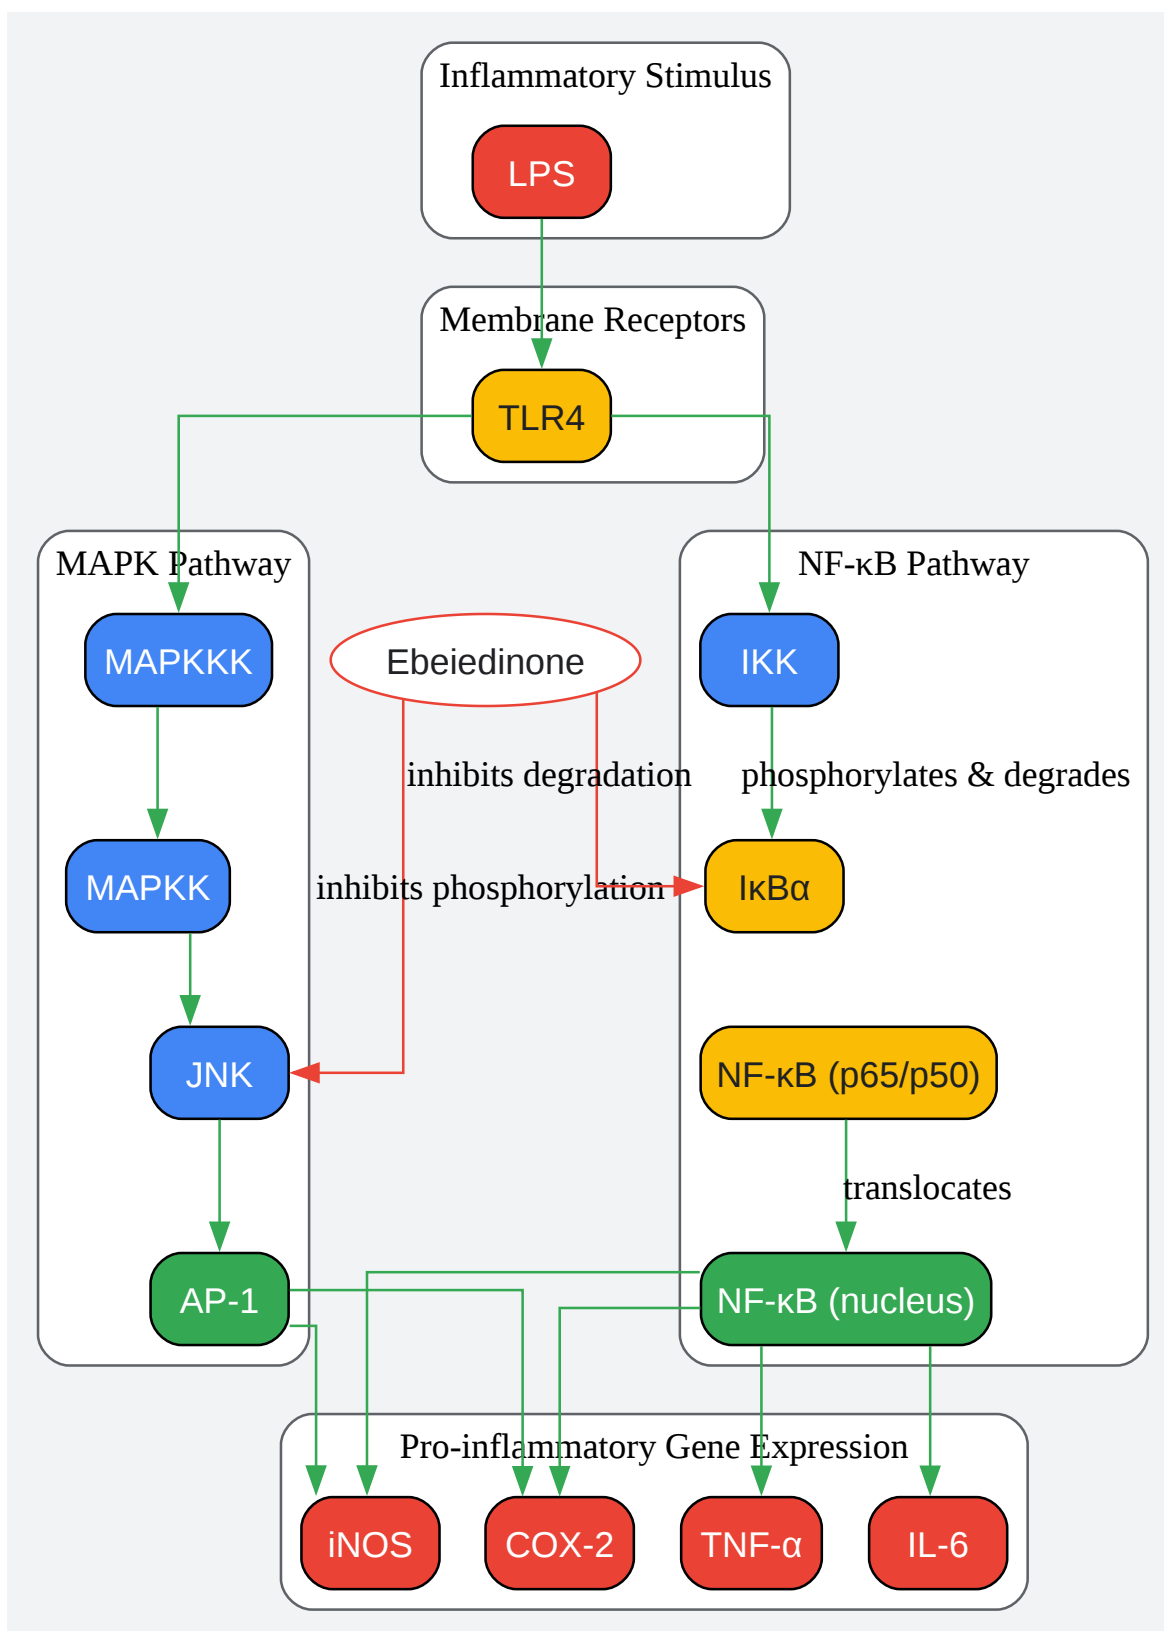 Inflammatory Stimulus
LPS
Membrane Receptors
TLR4
MAPK Pathway
NF-κB Pathway
MAPKKK
Ebeiedinone
IKK
inhibits degradation
phosphorylates & degrades
MAPKK
inhibits phosphorylation
IκBα
JNK
NF-κB (p65/p50)
translocates
AP-1
NF-κB (nucleus)
Pro-inflammatory Gene Expression
iNOS
COX-2
TNF-α
IL-6